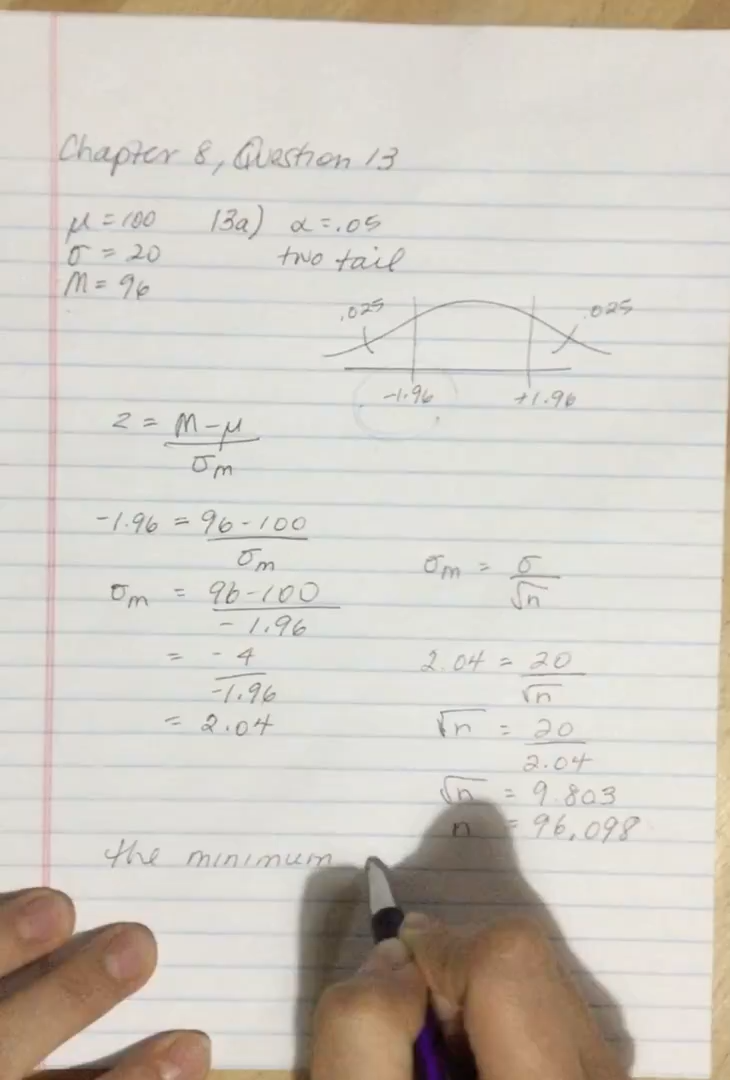 Chapter 8, Question 13
μ = 100 13a) α = .05
σ = 20 two tail
M = 96
.025 .025
-1.96 +1.96
z = M - μ
σm
-1.96 = 96 - 100
σm
σm = σ
√n
σm = 96 - 100
-1.96
= -4
-1.96
= 2.04
2.04 = 20
√n
√n = 20
2.04
√n = 9.803
n = 96.098
the minimum